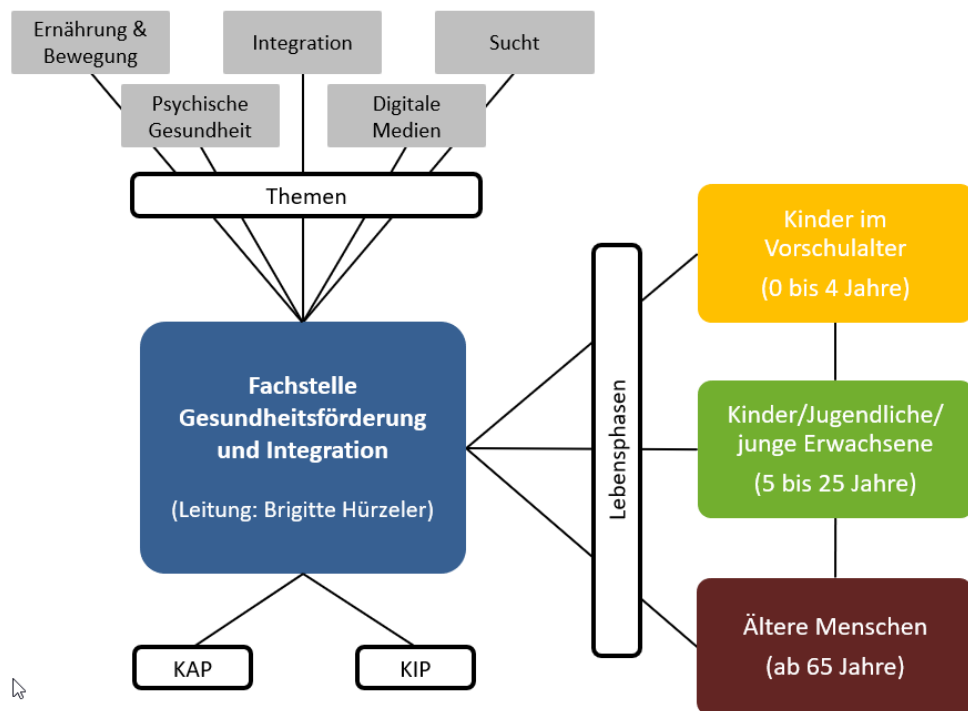 Ernährung &
Bewegung
Integration
Sucht
Psychische
Gesundheit
Digitale
Medien
Themen
Kinder im
Vorschulalter
(0 bis 4 Jahre)
Fachstelle
Gesundheitsförderung
und Integration
(Leitung: Brigitte Hürzeler)
Lebensphasen
Kinder/Jugendliche/
junge Erwachsene
(5 bis 25 Jahre)
Ältere Menschen
(ab 65 Jahre)
KAP
KIP